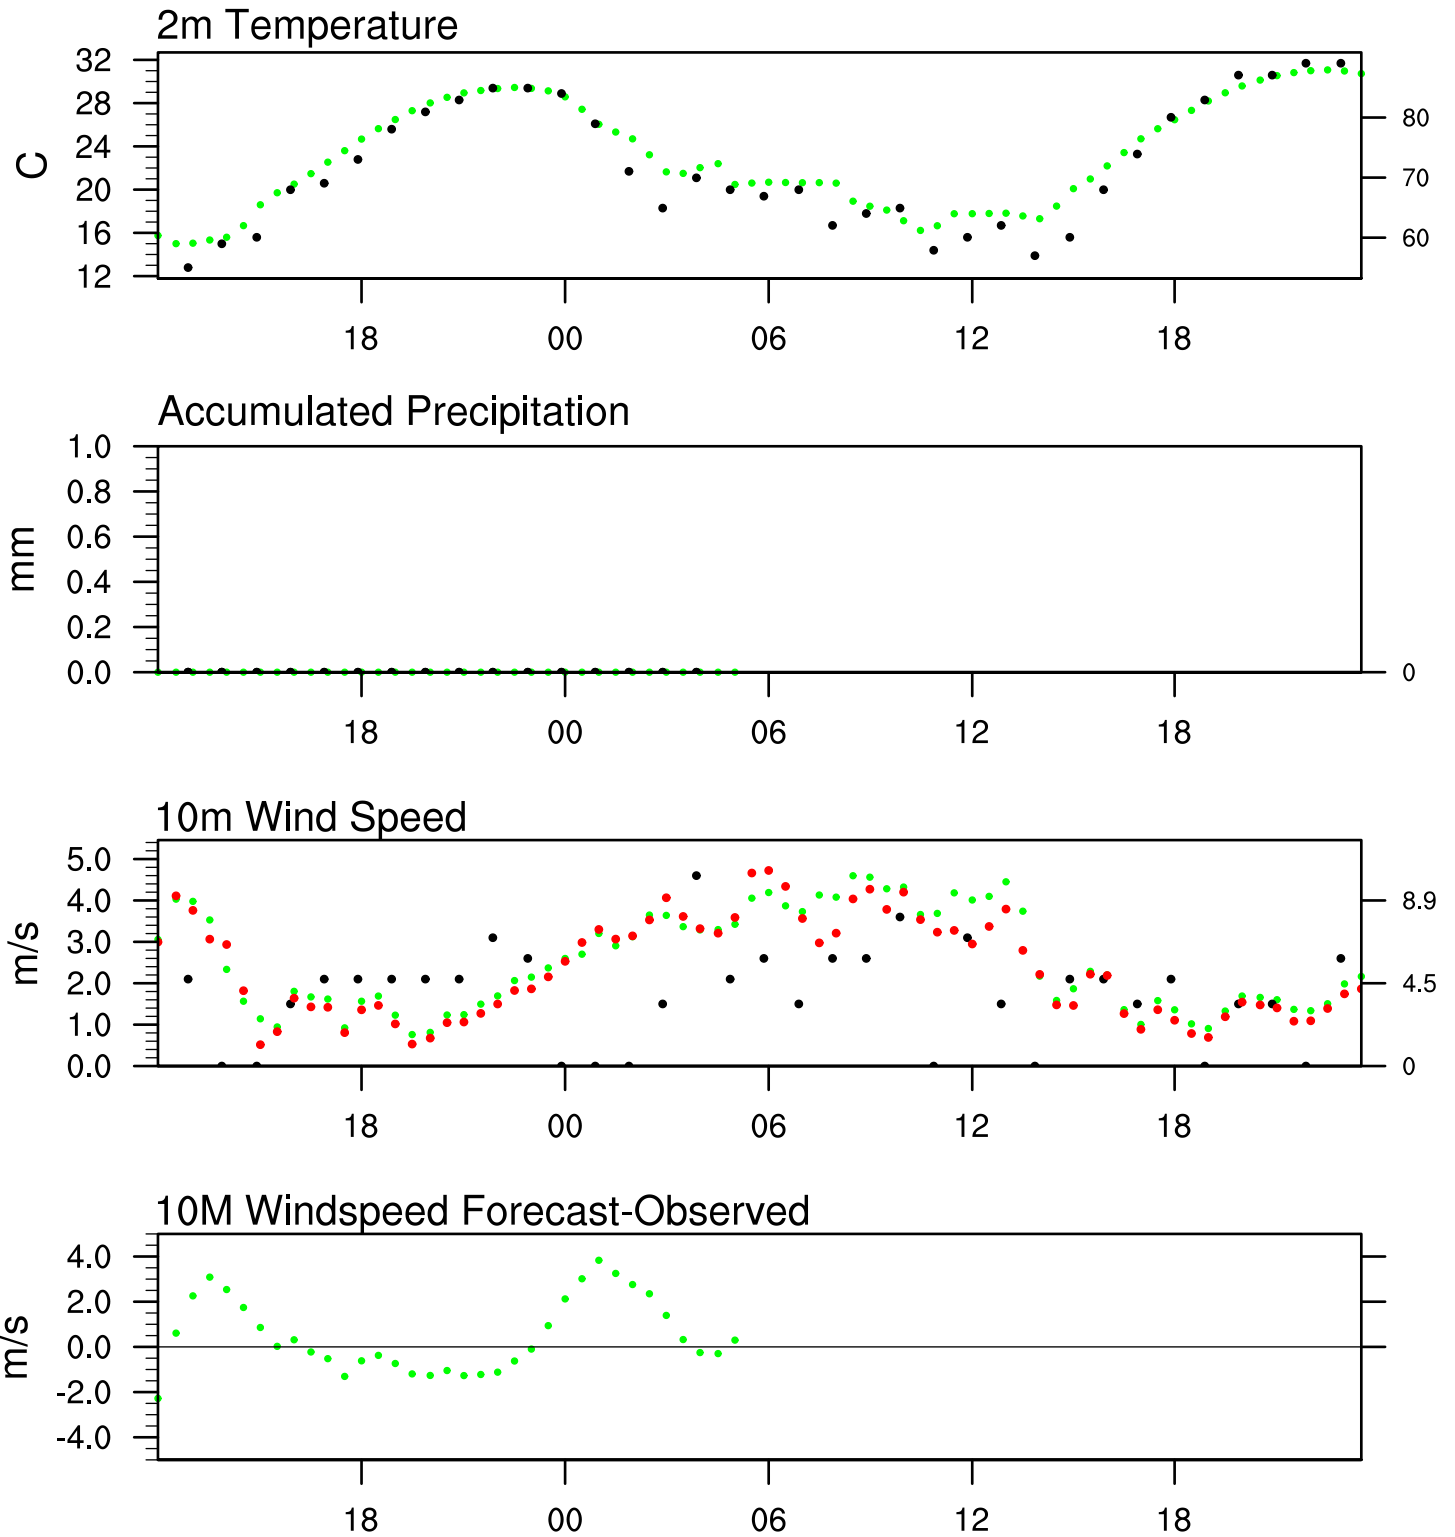 2m Temperature
32
28
24
20
16
12
C
80
70
60
18 00 06 12 18
Accumulated Precipitation
1.0
0.8
0.6
0.4
0.2
0.0
mm
0
18 00 06 12 18
10m Wind Speed
5.0
4.0
3.0
2.0
1.0
0.0
m/s
8.9
4.5
0
18 00 06 12 18
10M Windspeed Forecast-Observed
4.0
2.0
0.0
-2.0
-4.0
m/s
18 00 06 12 18